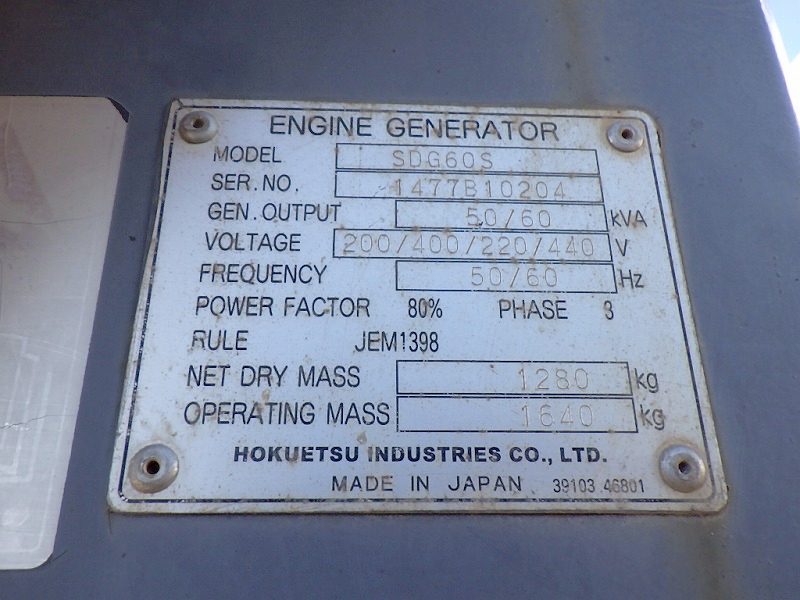 ENGINE GENERATOR
MODEL SDG60S
SER.NO. 1477B10204
GEN.OUTPUT 50/60 kVA
VOLTAGE 200/400/220/440 V
FREQUENCY 50/60 Hz
POWER FACTOR 80% PHASE 3
RULE JEM1398
NET DRY MASS 1280 kg
OPERATING MASS 1640 kg
HOKUETSU INDUSTRIES CO., LTD.
MADE IN JAPAN 39103 46801